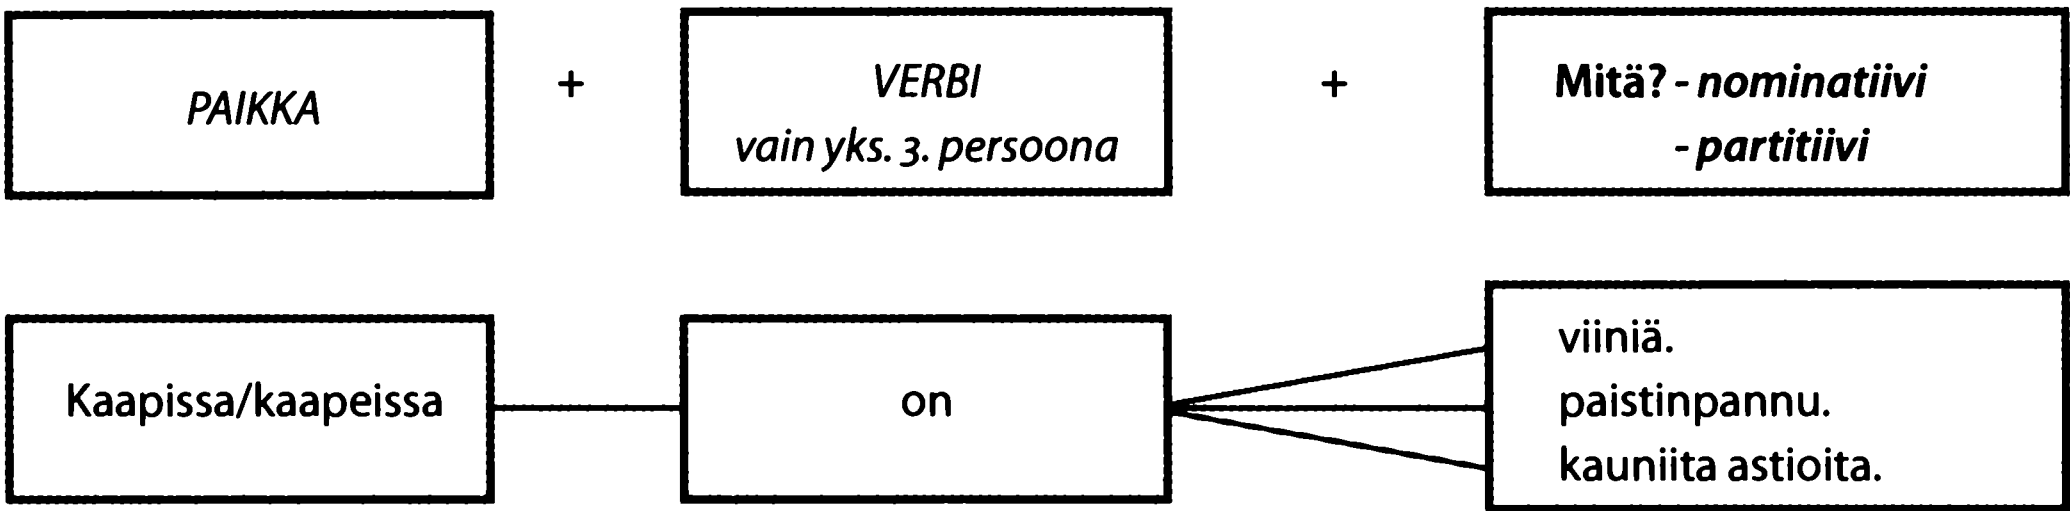 PAIKKA
+
VERBI
vain yks. 3. persoona
+
Mitä? - nominatiivi
- partitiivi
Kaapissa/kaapeissa
on
viiniä.
paistinpannu.
kauniita astioita.